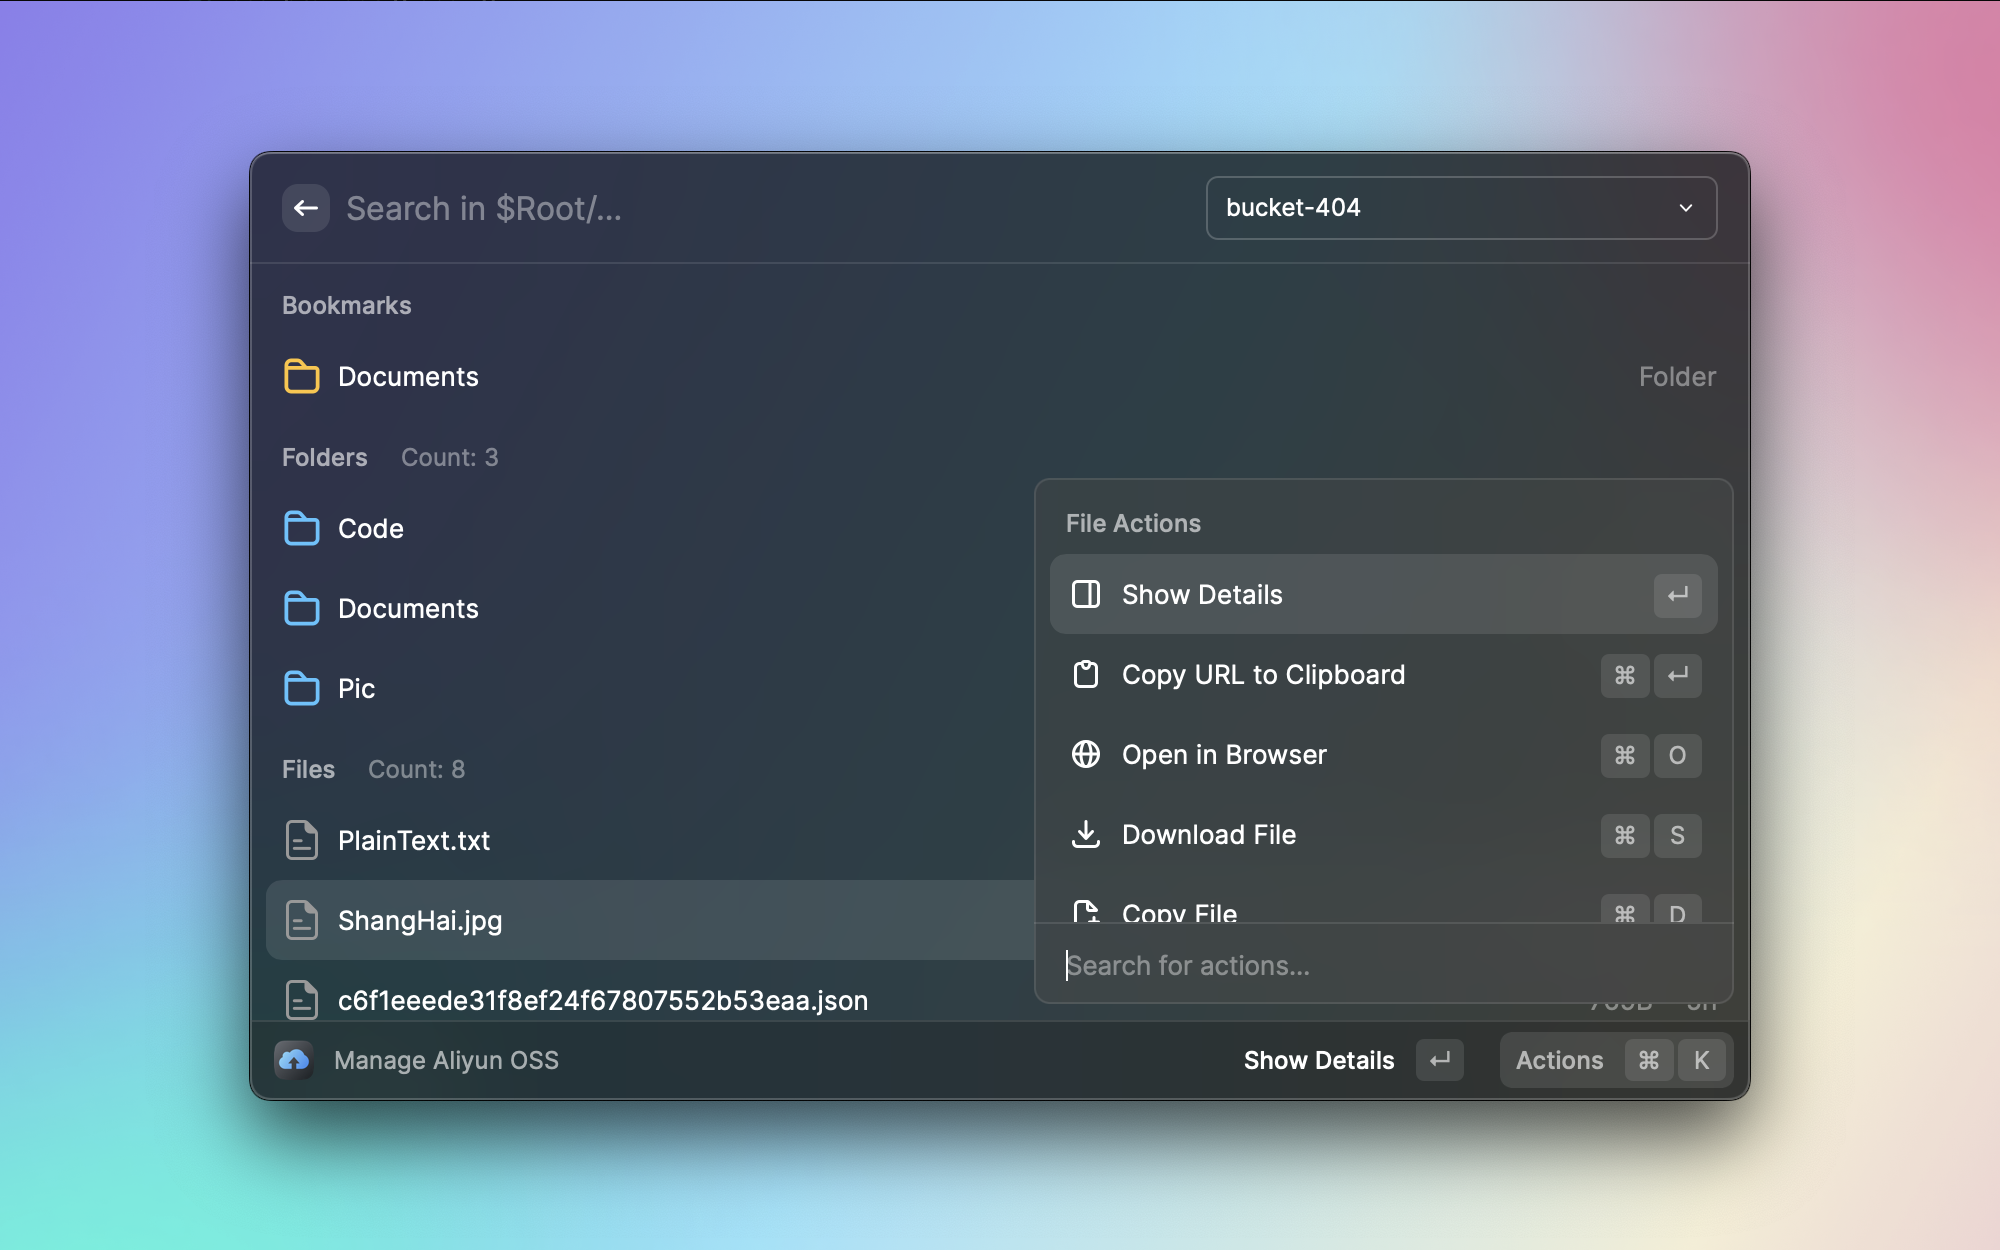 Search in $Root/...
bucket-404
Bookmarks
Documents
Folder
Folders Count: 3
Code
Documents
Pic
Files Count: 8
PlainText.txt
ShangHai.jpg
c6f1eeede31f8ef24f67807552b53eaa.json
File Actions
Show Details ↵
Copy URL to Clipboard ⌘ ↵
Open in Browser ⌘ O
Download File ⌘ S
Copy File ⌘ D
Search for actions...
Manage Aliyun OSS
Show Details ↵
Actions ⌘ K